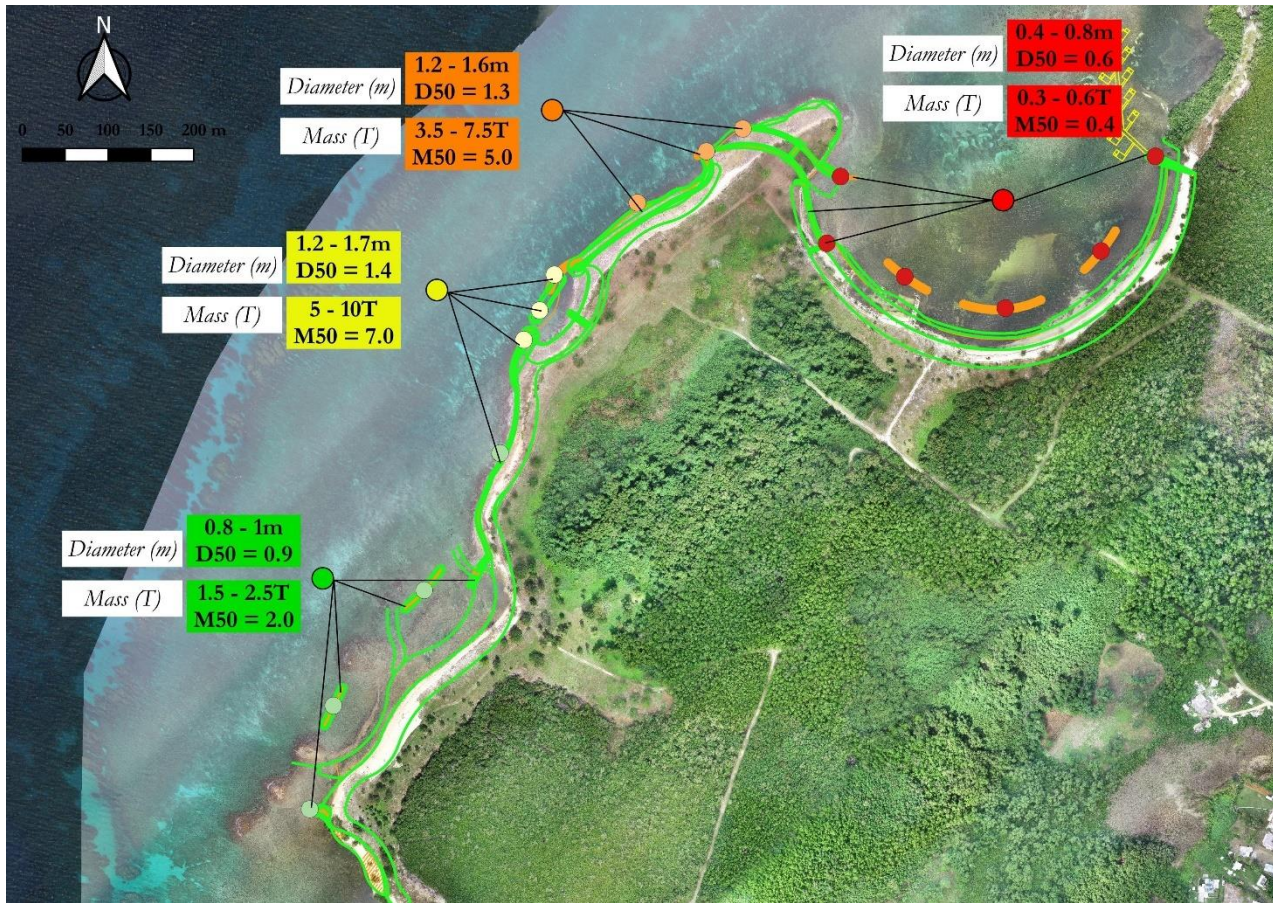 N
0 50 100 150 200 m
Diameter (m)
1.2 - 1.6m
D50 = 1.3
Mass (T)
3.5 - 7.5T
M50 = 5.0
Diameter (m)
0.4 - 0.8m
D50 = 0.6
Mass (T)
0.3 - 0.6T
M50 = 0.4
Diameter (m)
1.2 - 1.7m
D50 = 1.4
Mass (T)
5 - 10T
M50 = 7.0
Diameter (m)
0.8 - 1m
D50 = 0.9
Mass (T)
1.5 - 2.5T
M50 = 2.0